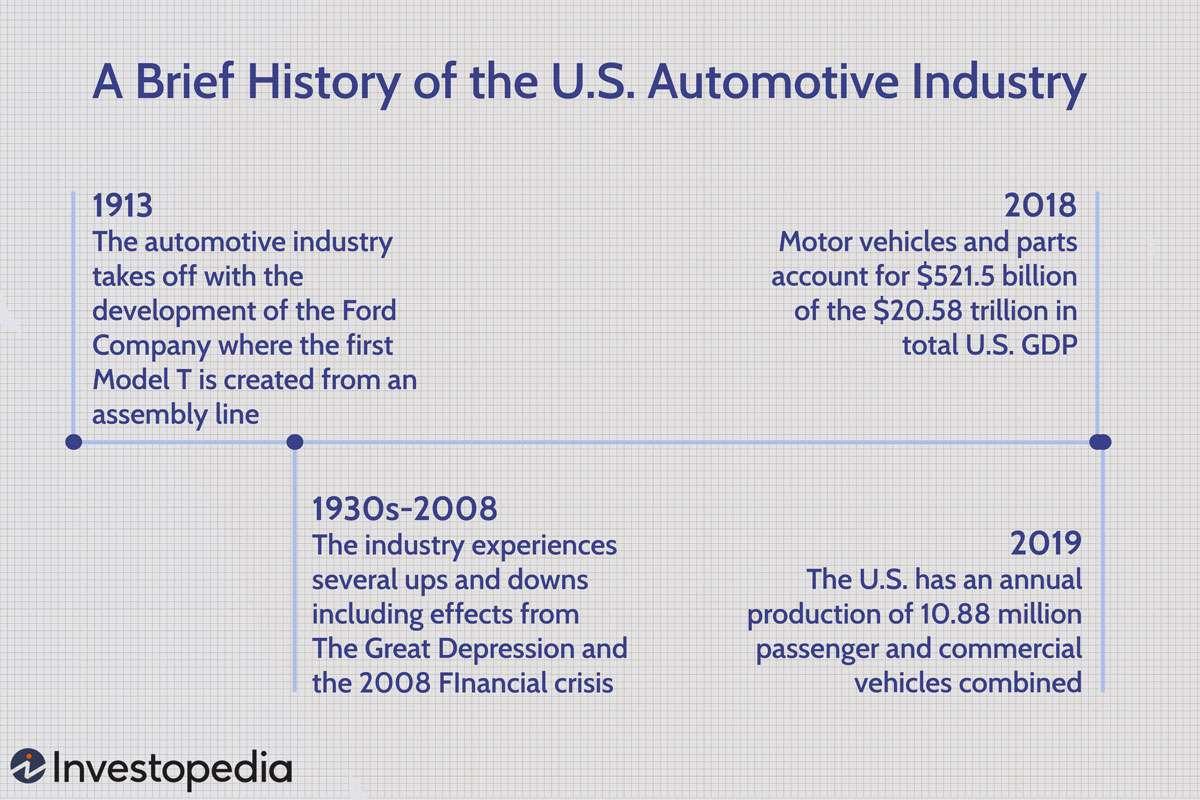 A Brief History of the U.S. Automotive Industry
1913
The automotive industry
takes off with the
development of the Ford
Company where the first
Model T is created from an
assembly line
1930s-2008
The industry experiences
several ups and downs
including effects from
The Great Depression and
the 2008 FInancial crisis
2018
Motor vehicles and parts
account for $521.5 billion
of the $20.58 trillion in
total U.S. GDP
2019
The U.S. has an annual
production of 10.88 million
passenger and commercial
vehicles combined
Investopedia